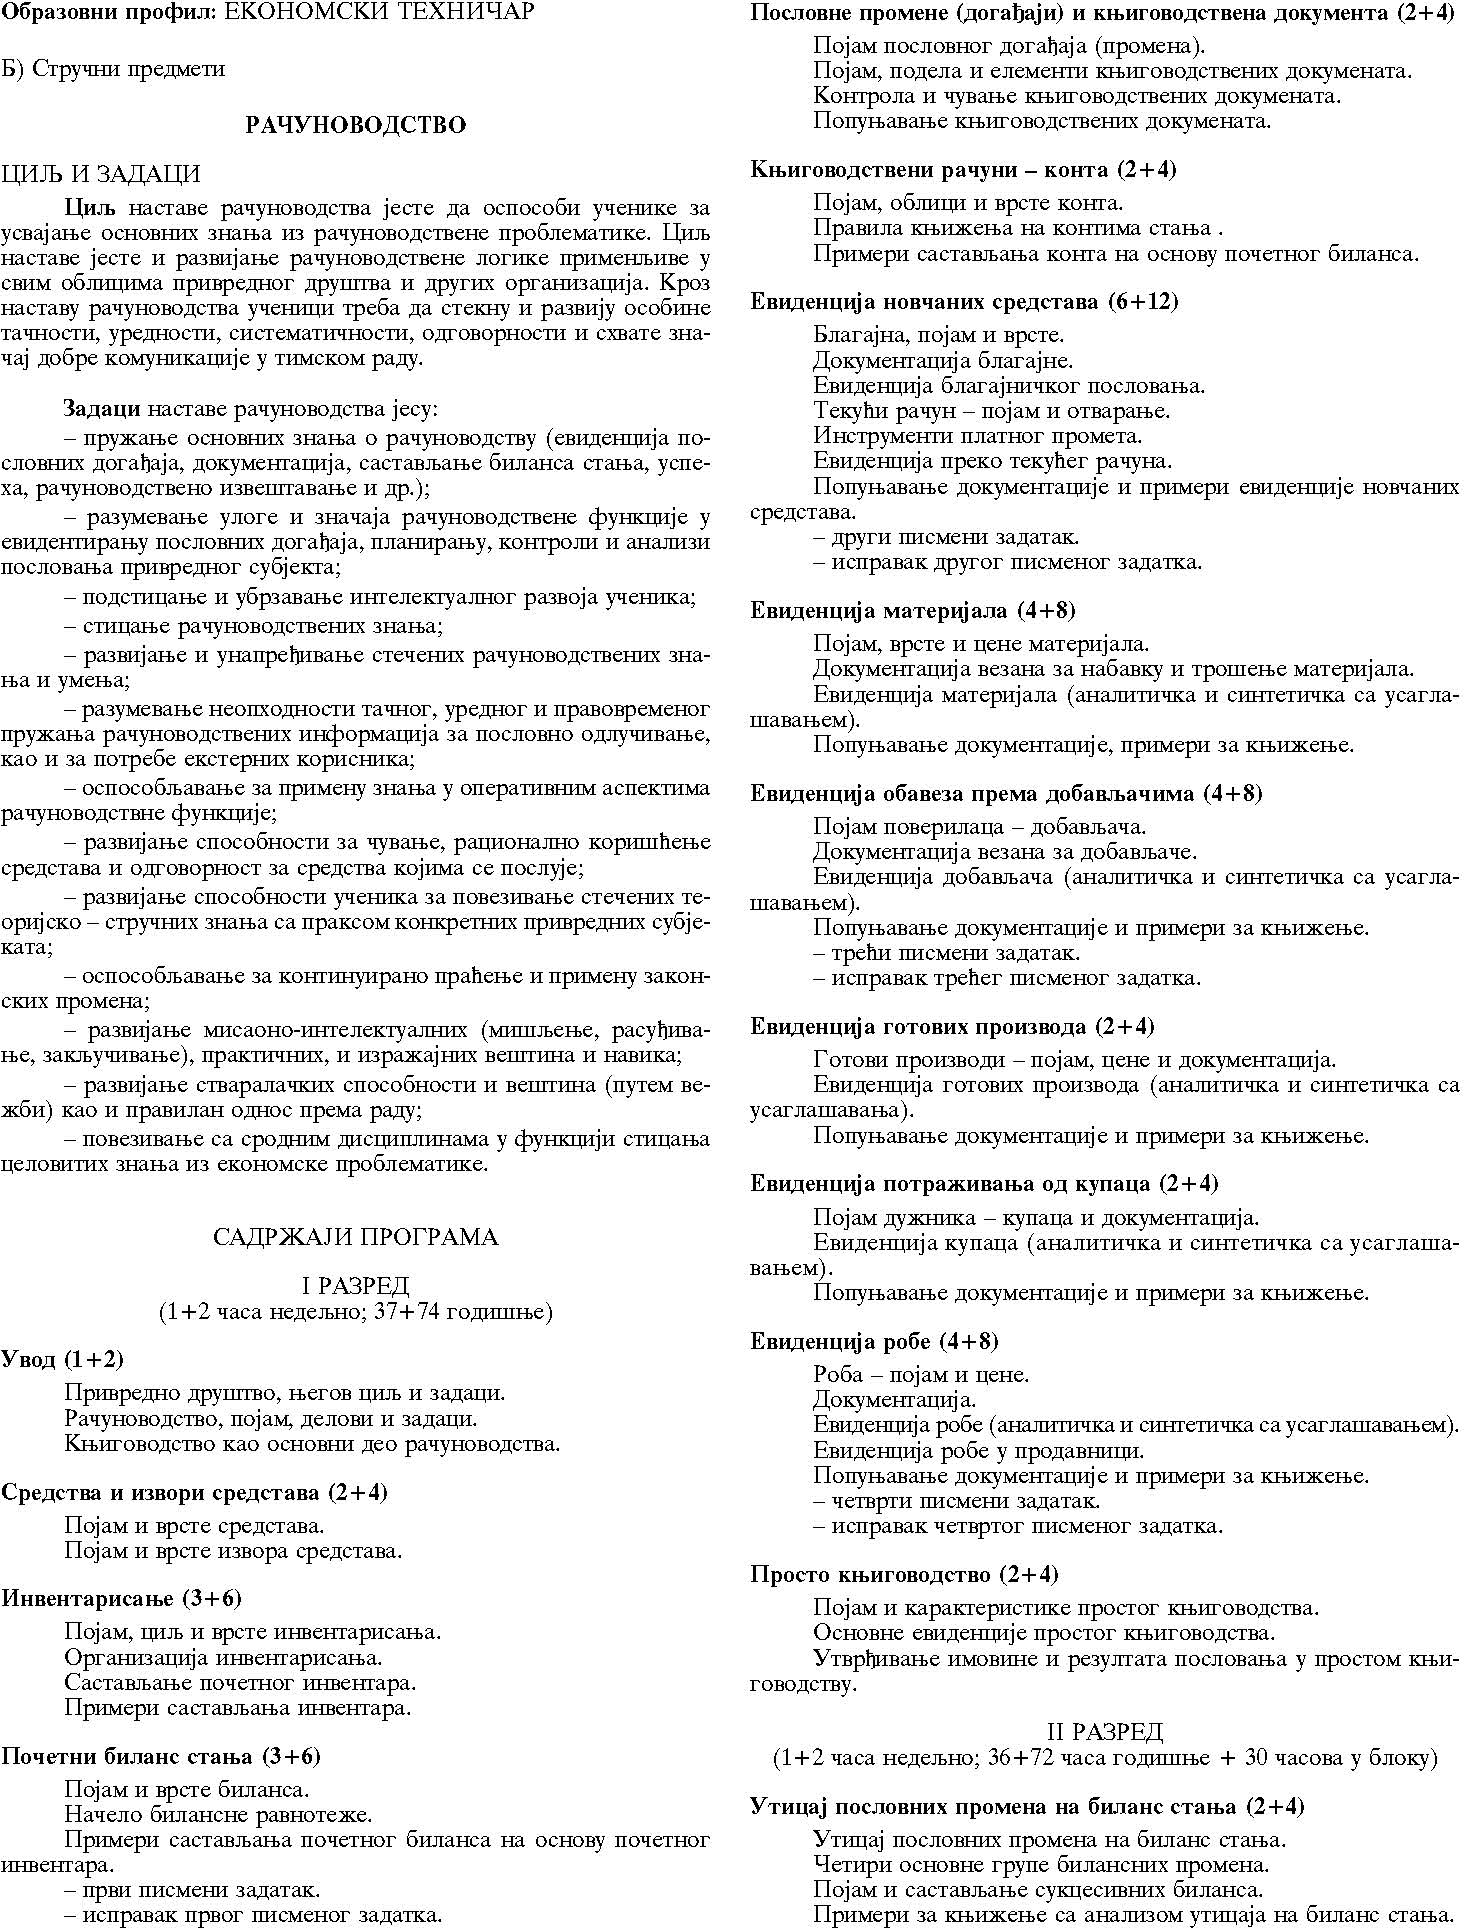 Образовни профил: ЕКОНОМСКИ ТЕХНИЧАР
Б) Стручни предмети
РАЧУНОВОДСТВО
ЦИЉ И ЗАДАЦИ
Циљ наставе рачуноводства јесте да оспособи ученике за
усвајање основних знања из рачуноводствене проблематике. Циљ
наставе јесте и развијање рачуноводствене логике применљиве у
свим облицима привредног друштва и других организација. Кроз
наставу рачуноводства ученици треба да стекну и развију особине
тачности, уредности, систематичности, одговорности и схвате зна-
чај добре комуникације у тимском раду.
Задаци наставе рачуноводства јесу:
– пружање основних знања о рачуноводству (евиденција по-
словних догађаја, документација, састављање биланса стања, успе-
ха, рачуноводствено извештавање и др.);
– разумевање улоге и значаја рачуноводствене функције у
евидентирању пословних догађаја, планирању, контроли и анализи
пословања привредног субјекта;
– подстицање и убрзавање интелектуалног развоја ученика;
– стицање рачуноводствених знања;
– развијање и унапређивање стечених рачуноводствених зна-
ња и умења;
– разумевање неопходности тачног, уредног и правовременог
пружања рачуноводствених информација за пословно одлучивање,
као и за потребе екстерних корисника;
– оспособљавање за примену знања у оперативним аспектима
рачуноводствне функције;
– развијање способности за чување, рационално коришћење
средстава и одговорност за средства којима се послује;
– развијање способности ученика за повезивање стечених те-
оријско – стручних знања са праксом конкретних привредних субје-
ката;
– оспособљавање за континуирано праћење и примену закон-
ских промена;
– развијање мисаоно-интелектуалних (мишљење, расуђива-
ње, закључивање), практичних, и изражајних вештина и навика;
– развијање стваралачких способности и вештина (путем ве-
жби) као и правилан однос према раду;
– повезивање са сродним дисциплинама у функцији стицања
целовитих знања из економске проблематике.
САДРЖАЈИ ПРОГРАМА
I РАЗРЕД
(1+2 часа недељно; 37+74 годишње)
Увод (1+2)
Привредно друштво, његов циљ и задаци.
Рачуноводство, појам, делови и задаци.
Књиговодство као основни део рачуноводства.
Средства и извори средстава (2+4)
Појам и врсте средстава.
Појам и врсте извора средстава.
Инвентарисање (3+6)
Појам, циљ и врсте инвентарисања.
Организација инвентарисања.
Састављање почетног инвентара.
Примери састављања инвентара.
Почетни биланс стања (3+6)
Појам и врсте биланса.
Начело билансне равнотеже.
Примери састављања почетног биланса на основу почетног
инвентара.
– први писмени задатак.
– исправак првог писменог задатка.
Пословне промене (догађаји) и књиговодствена документа (2+4)
Појам пословног догађаја (промена).
Појам, подела и елементи књиговодствених докумената.
Контрола и чување књиговодствених докумената.
Попуњавање књиговодствених докумената.
Књиговодствени рачуни – конта (2+4)
Појам, облици и врсте конта.
Правила књижења на контима стања .
Примери састављања конта на основу почетног биланса.
Евиденција новчаних средстава (6+12)
Благајна, појам и врсте.
Документација благајне.
Евиденција благајничког пословања.
Текући рачун – појам и отварање.
Инструменти платног промета.
Евиденција преко текућег рачуна.
Попуњавање документације и примери евиденције новчаних
средстава.
– други писмени задатак.
– исправак другог писменог задатка.
Евиденција материјала (4+8)
Појам, врсте и цене материјала.
Документација везана за набавку и трошење материјала.
Евиденција материјала (аналитичка и синтетичка са усагла-
шавањем).
Попуњавање документације, примери за књижење.
Евиденција обавеза према добављачима (4+8)
Појам поверилаца – добављача.
Документација везана за добављаче.
Евиденција добављача (аналитичка и синтетичка са усагла-
шавањем).
Попуњавање документације и примери за књижење.
– трећи писмени задатак.
– исправак трећег писменог задатка.
Евиденција готових производа (2+4)
Готови производи – појам, цене и документација.
Евиденција готових производа (аналитичка и синтетичка са
усаглашавања).
Попуњавање документације и примери за књижење.
Евиденција потраживања од купаца (2+4)
Појам дужника – купаца и документација.
Евиденција купаца (аналитичка и синтетичка са усаглаша-
вањем).
Попуњавање документације и примери за књижење.
Евиденција робе (4+8)
Роба – појам и цене.
Документација.
Евиденција робе (аналитичка и синтетичка са усаглашавањем).
Евиденција робе у продавници.
Попуњавање документације и примери за књижење.
– четврти писмени задатак.
– исправак четвртог писменог задатка.
Просто књиговодство (2+4)
Појам и карактеристике простог књиговодства.
Основне евиденције простог књиговодства.
Утврђивање имовине и резултата пословања у простом књи-
говодству.
II РАЗРЕД
(1+2 часа недељно; 36+72 часа годишње + 30 часова у блоку)
Утицај пословних промена на биланс стања (2+4)
Утицај пословних промена на биланс стања.
Четири основне групе билансних промена.
Појам и састављање сукцесивних биланса.
Примери за књижење са анализом утицаја на биланс стања.